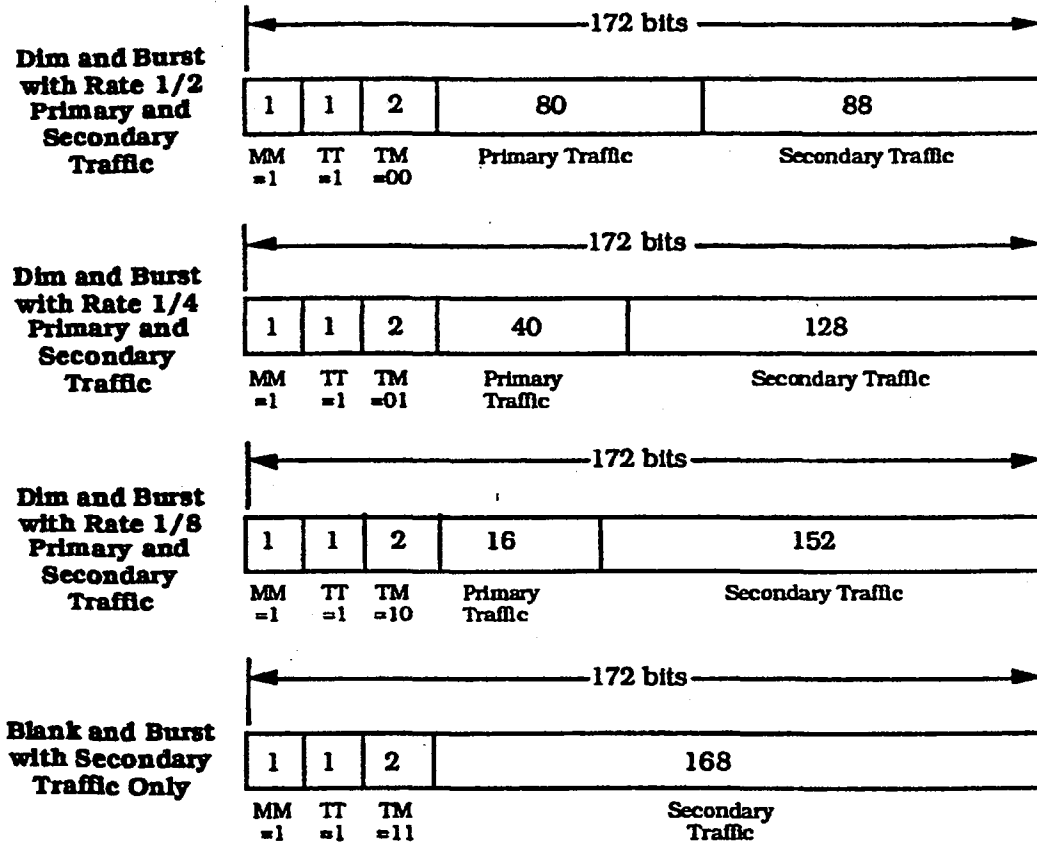 172 bits
Dim and Burst
with Rate 1/2
Primary and
Secondary
Traffic
1 1 2 80 88
MM TT TM Primary Traffic Secondary Traffic
=1 =1 =00
172 bits
Dim and Burst
with Rate 1/4
Primary and
Secondary
Traffic
1 1 2 40 128
MM TT TM Primary Secondary Traffic
=1 =1 =01 Traffic
172 bits
Dim and Burst
with Rate 1/8
Primary and
Secondary
Traffic
1 1 2 16 152
MM TT TM Primary Secondary Traffic
=1 =1 =10 Traffic
172 bits
Blank and Burst
with Secondary
Traffic Only
1 1 2 168
MM TT TM Secondary
=1 =1 =11 Traffic